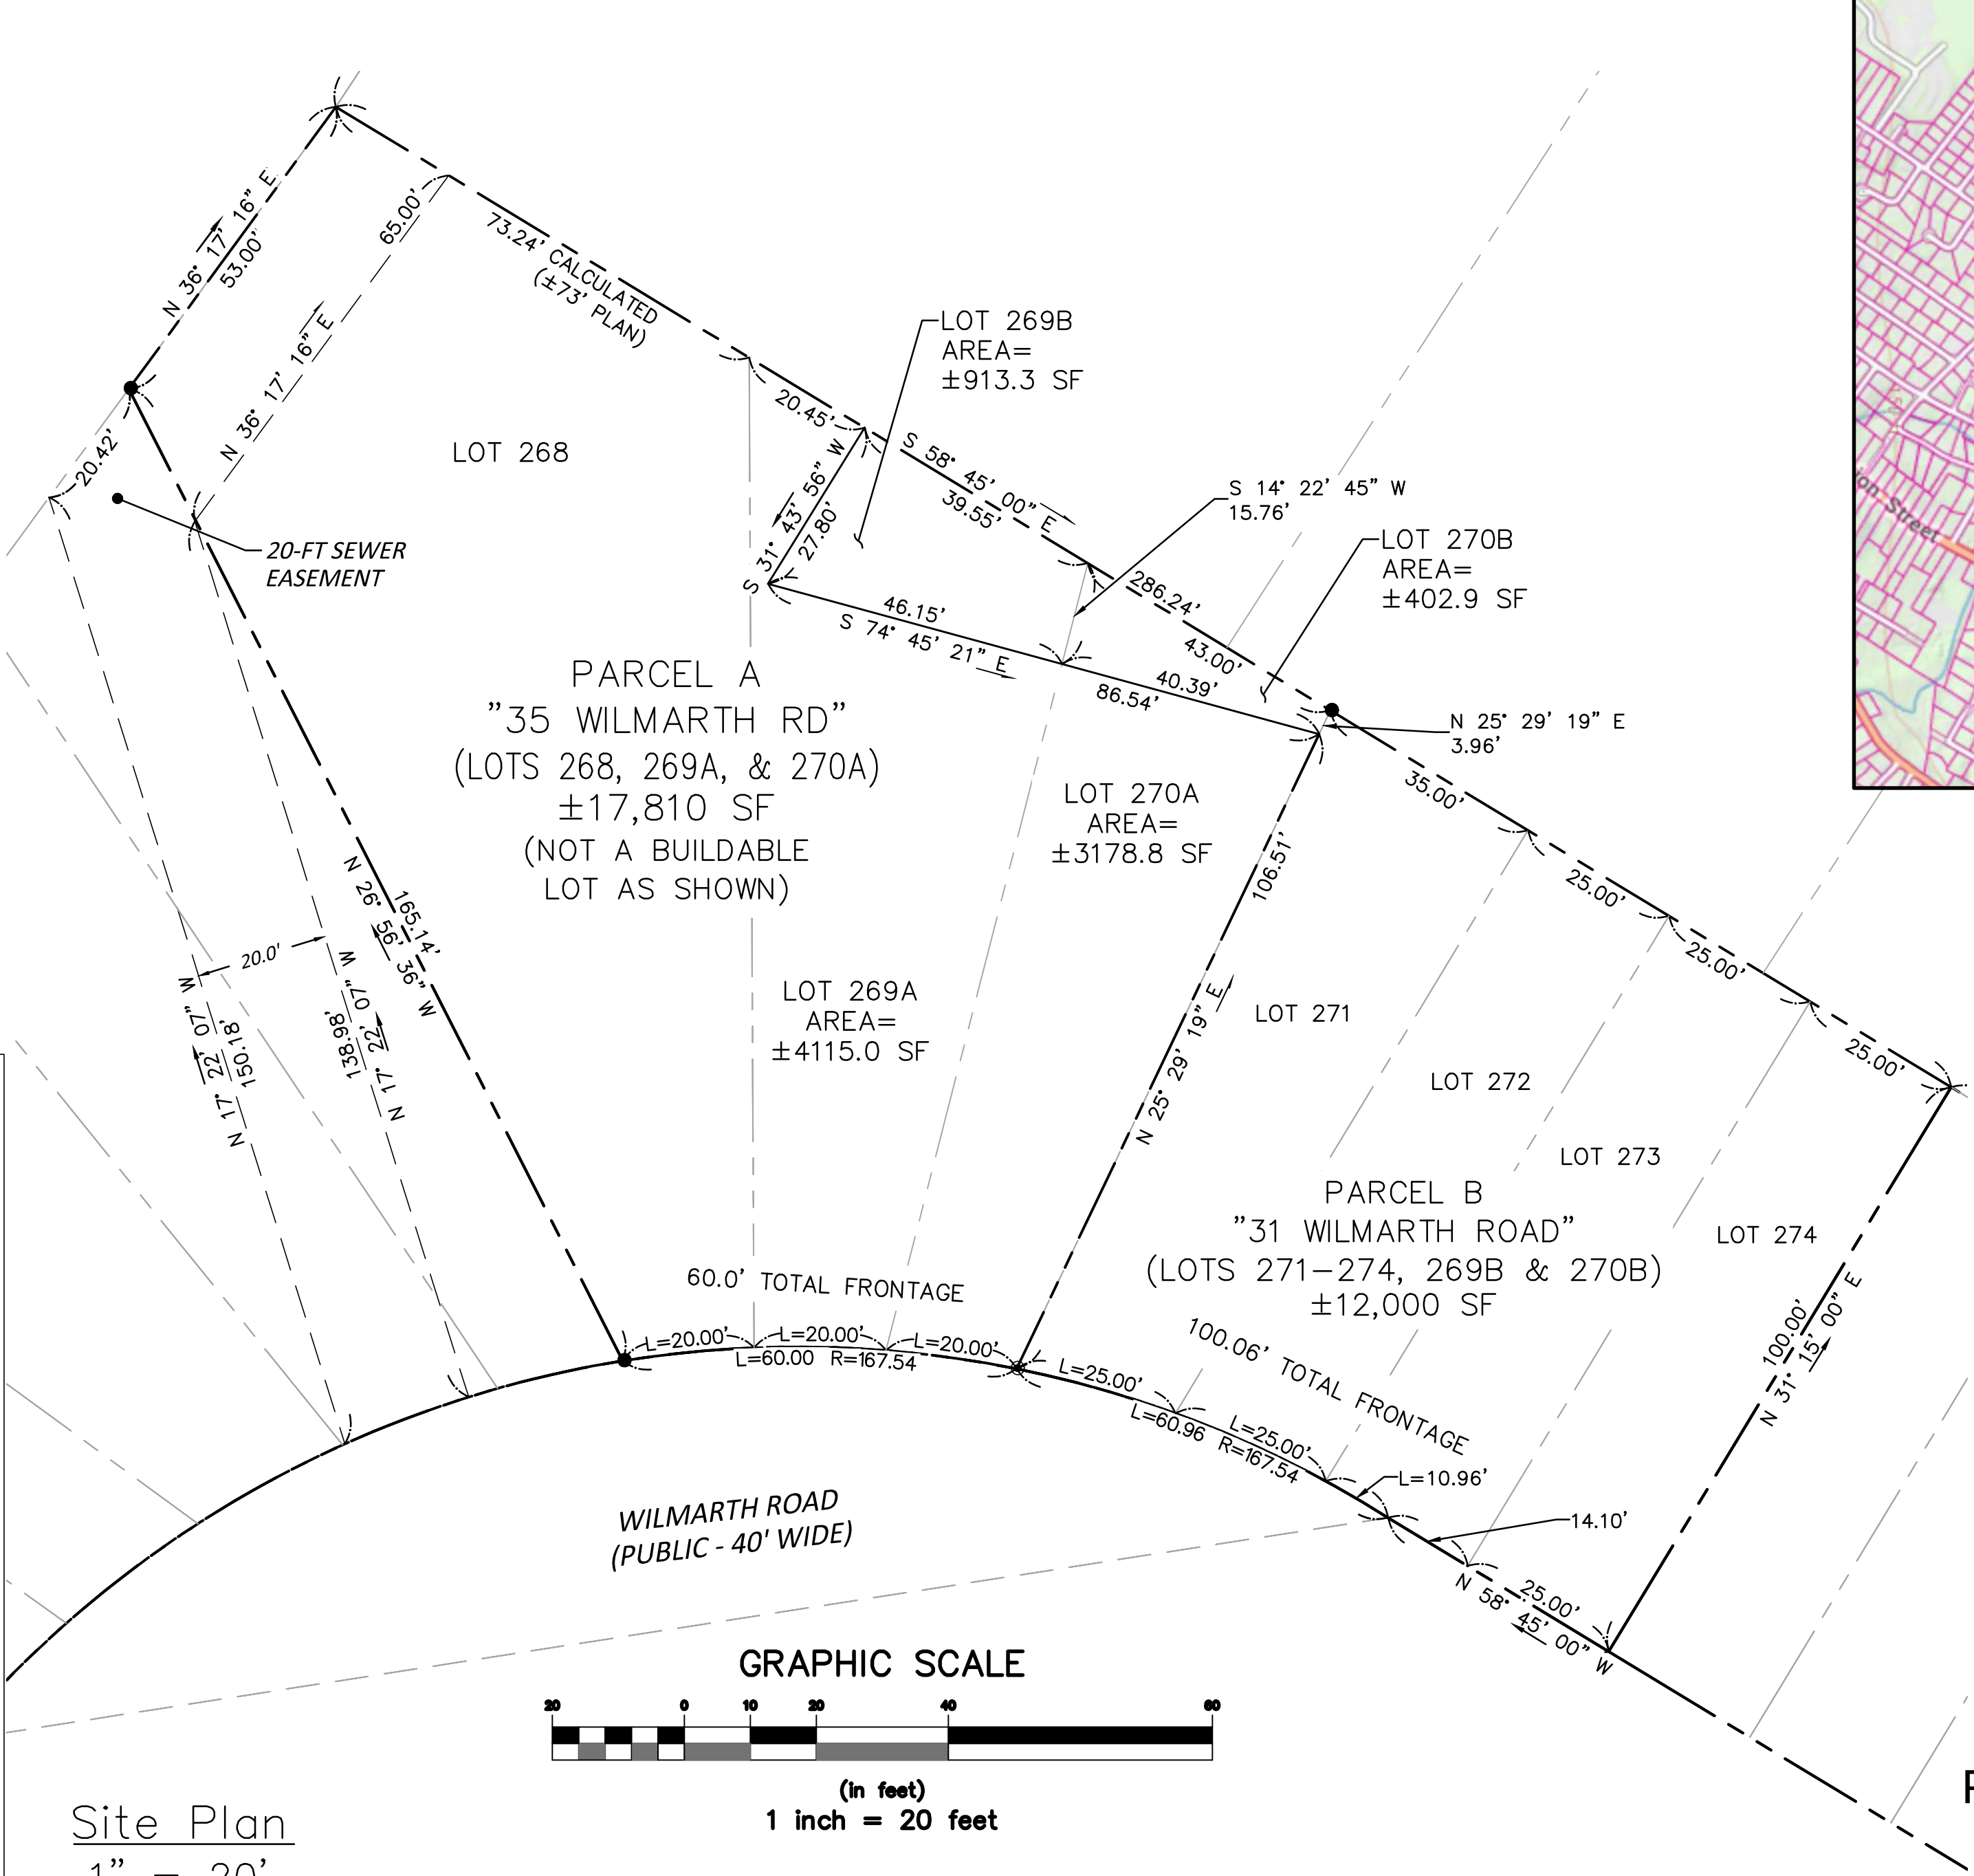 N 36° 17' 16" E
53.00'
65.00'
N 36° 17' 16" E
73.24' CALCULATED
(±73' PLAN)
20.42'
20-FT SEWER
EASEMENT
LOT 268
20.45'
LOT 269B
AREA=
±913.3 SF
S 31° 43' 56" W
27.80'
S 58° 45' 00" E
39.55'
S 14° 22' 45" W
15.76'
LOT 270B
AREA=
±402.9 SF
286.24'
43.00'
46.15'
S 74° 45' 21" E
40.39'
86.54'
N 25° 29' 19" E
3.96'
35.00'
25.00'
25.00'
25.00'
PARCEL A
"35 WILMARTH RD"
(LOTS 268, 269A, & 270A)
±17,810 SF
(NOT A BUILDABLE
LOT AS SHOWN)
LOT 270A
AREA=
±3178.8 SF
106.51'
N 25° 29' 19" E
165.14'
N 26° 56' 36" W
20.0'
N 17° 22' 07" W
150.18'
138.98'
N 17° 22' 07" W
LOT 269A
AREA=
±4115.0 SF
LOT 271
LOT 272
LOT 273
LOT 274
PARCEL B
"31 WILMARTH ROAD"
(LOTS 271-274, 269B & 270B)
±12,000 SF
100.00'
N 31° 15' 00" E
60.0' TOTAL FRONTAGE
L=20.00'
L=20.00'
L=20.00'
L=60.00 R=167.54
100.06' TOTAL FRONTAGE
L=25.00'
L=60.96 R=167.54
L=25.00'
L=10.96'
14.10'
25.00'
N 58° 45' 00" W
WILMARTH ROAD
(PUBLIC - 40' WIDE)
GRAPHIC SCALE
20 0 10 20 40 60
(in feet)
1 inch = 20 feet
Site Plan
1" = 20'
Street